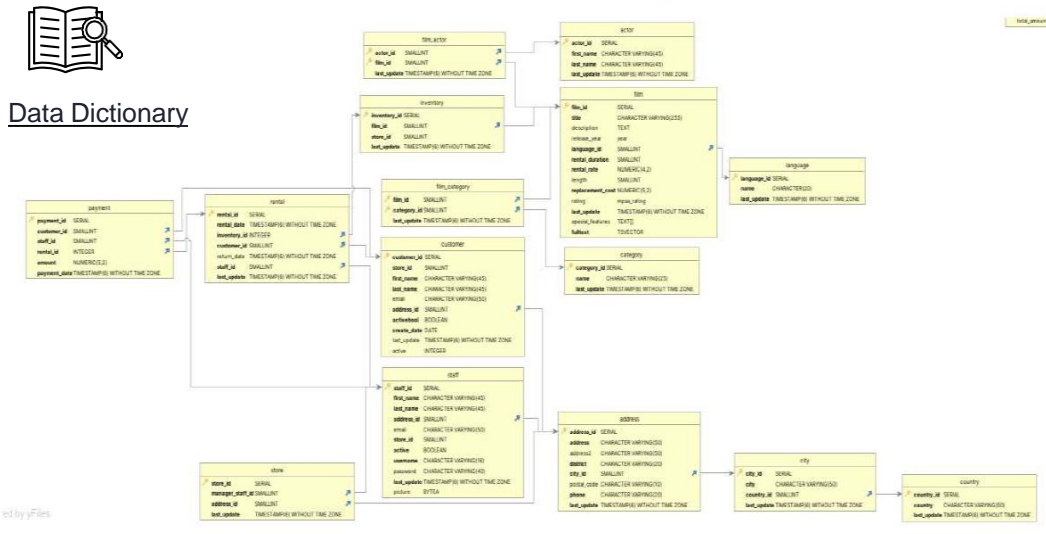 Data Dictionary
film_actor
actor_id SMALLINT
film_id SMALLINT
last_update TIMESTAMP(6) WITHOUT TIME ZONE
actor
actor_id SERIAL
first_name CHARACTER VARYING(45)
last_name CHARACTER VARYING(45)
last_update TIMESTAMP(6) WITHOUT TIME ZONE
inventory
inventory_id SERIAL
film_id SMALLINT
store_id SMALLINT
last_update TIMESTAMP(6) WITHOUT TIME ZONE
film
film_id SERIAL
title CHARACTER VARYING(255)
description TEXT
release_year year
language_id SMALLINT
rental_duration SMALLINT
rental_rate NUMERIC(4,2)
length SMALLINT
replacement_cost NUMERIC(5,2)
rating mpaa_rating
last_update TIMESTAMP(6) WITHOUT TIME ZONE
special_features TEXT[]
fulltext TSVECTOR
language
language_id SERIAL
name CHARACTER(20)
last_update TIMESTAMP(6) WITHOUT TIME ZONE
film_category
film_id SMALLINT
category_id SMALLINT
last_update TIMESTAMP(6) WITHOUT TIME ZONE
category
category_id SERIAL
name CHARACTER VARYING(25)
last_update TIMESTAMP(6) WITHOUT TIME ZONE
payment
payment_id SERIAL
customer_id SMALLINT
staff_id SMALLINT
rental_id INTEGER
amount NUMERIC(5,2)
payment_date TIMESTAMP(6) WITHOUT TIME ZONE
rental
rental_id SERIAL
rental_date TIMESTAMP(6) WITHOUT TIME ZONE
inventory_id INTEGER
customer_id SMALLINT
return_date TIMESTAMP(6) WITHOUT TIME ZONE
staff_id SMALLINT
last_update TIMESTAMP(6) WITHOUT TIME ZONE
customer
customer_id SERIAL
store_id SMALLINT
first_name CHARACTER VARYING(45)
last_name CHARACTER VARYING(45)
email CHARACTER VARYING(50)
address_id SMALLINT
activebool BOOLEAN
create_date DATE
last_update TIMESTAMP(6) WITHOUT TIME ZONE
active INTEGER
staff
staff_id SERIAL
first_name CHARACTER VARYING(45)
last_name CHARACTER VARYING(45)
address_id SMALLINT
email CHARACTER VARYING(50)
store_id SMALLINT
active BOOLEAN
username CHARACTER VARYING(16)
password CHARACTER VARYING(40)
last_update TIMESTAMP(6) WITHOUT TIME ZONE
picture BYTEA
store
store_id SERIAL
manager_staff_id SMALLINT
address_id SMALLINT
last_update TIMESTAMP(6) WITHOUT TIME ZONE
address
address_id SERIAL
address CHARACTER VARYING(50)
address2 CHARACTER VARYING(50)
district CHARACTER VARYING(20)
city_id SMALLINT
postal_code CHARACTER VARYING(10)
phone CHARACTER VARYING(20)
last_update TIMESTAMP(6) WITHOUT TIME ZONE
city
city_id SERIAL
city CHARACTER VARYING(50)
country_id SMALLINT
last_update TIMESTAMP(6) WITHOUT TIME ZONE
country
country_id SERIAL
country CHARACTER VARYING(50)
last_update TIMESTAMP(6) WITHOUT TIME ZONE
ed by yFiles